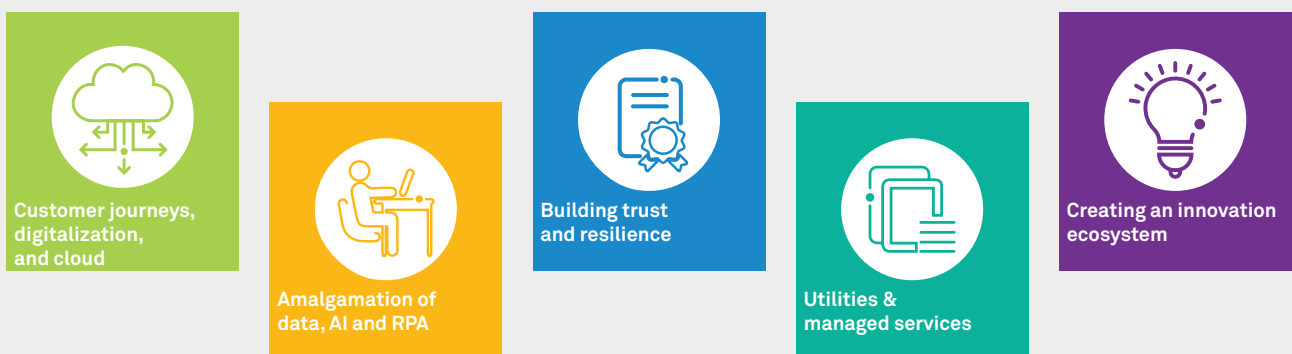 Customer journeys,
digitalization,
and cloud
Amalgamation of
data, AI and RPA
Building trust
and resilience
Utilities &
managed services
Creating an innovation
ecosystem